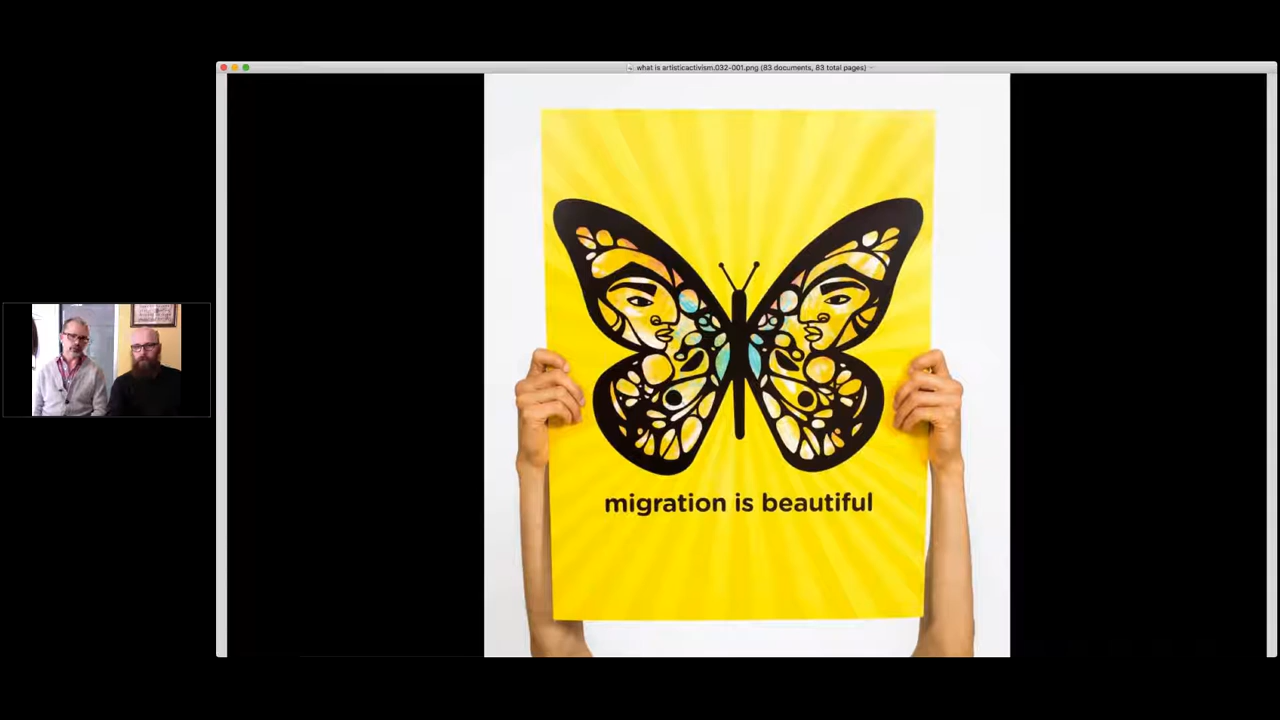 what is artisticactivism.032-001.png (83 documents, 83 total pages)
migration is beautiful